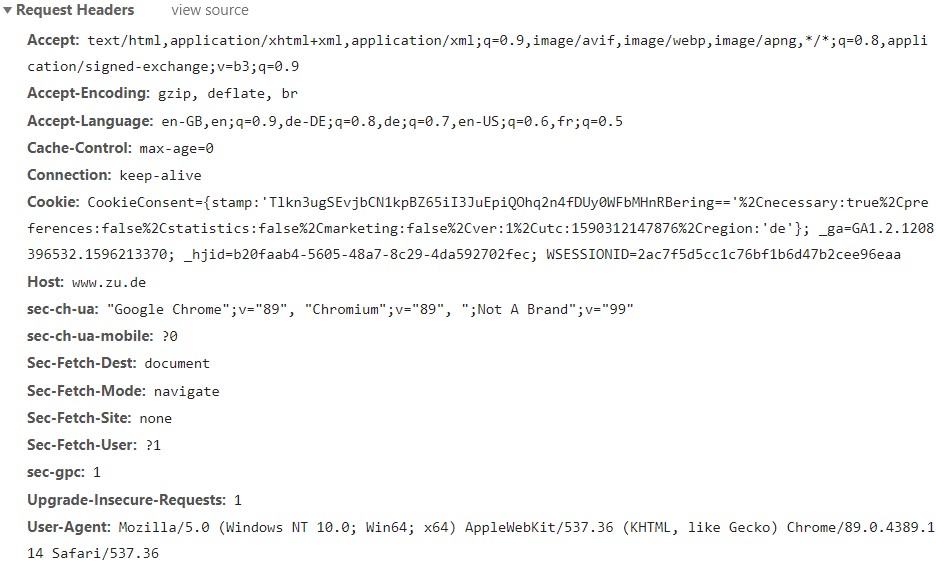 Request Headers view source
Accept: text/html,application/xhtml+xml,application/xml;q=0.9,image/avif,image/webp,image/apng,*/*;q=0.8,appli
cation/signed-exchange;v=b3;q=0.9
Accept-Encoding: gzip, deflate, br
Accept-Language: en-GB,en;q=0.9,de-DE;q=0.8,de;q=0.7,en-US;q=0.6,fr;q=0.5
Cache-Control: max-age=0
Connection: keep-alive
Cookie: CookieConsent={stamp:'Tlkn3ugSEvjbCN1kpBZ65iI3JuEpiQOhq2n4fDUy0WFbMHnRBering=='%2Cnecessary:true%2Cpre
ferences:false%2Cstatistics:false%2Cmarketing:false%2Cver:1%2Cutc:1590312147876%2Cregion:'de'}; _ga=GA1.2.1208
396532.1596213370; _hjid=b20faab4-5605-48a7-8c29-4da592702fec; WSESSIONID=2ac7f5d5cc1c76bf1b6d47b2cee96eaa
Host: www.zu.de
sec-ch-ua: "Google Chrome";v="89", "Chromium";v="89", ";Not A Brand";v="99"
sec-ch-ua-mobile: ?0
Sec-Fetch-Dest: document
Sec-Fetch-Mode: navigate
Sec-Fetch-Site: none
Sec-Fetch-User: ?1
sec-gpc: 1
Upgrade-Insecure-Requests: 1
User-Agent: Mozilla/5.0 (Windows NT 10.0; Win64; x64) AppleWebKit/537.36 (KHTML, like Gecko) Chrome/89.0.4389.1
14 Safari/537.36